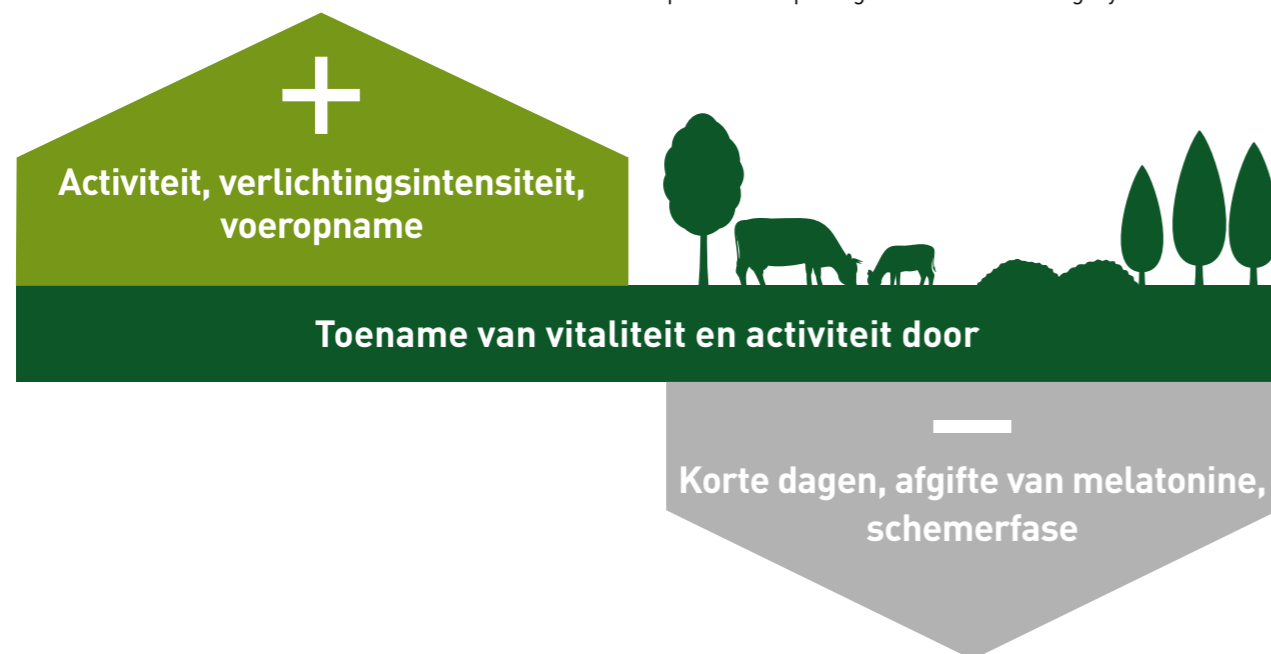 +
Activiteit, verlichtingsintensiteit,
voeropname
Toename van vitaliteit en activiteit door
—
Korte dagen, afgifte van melatonine,
schemerfase